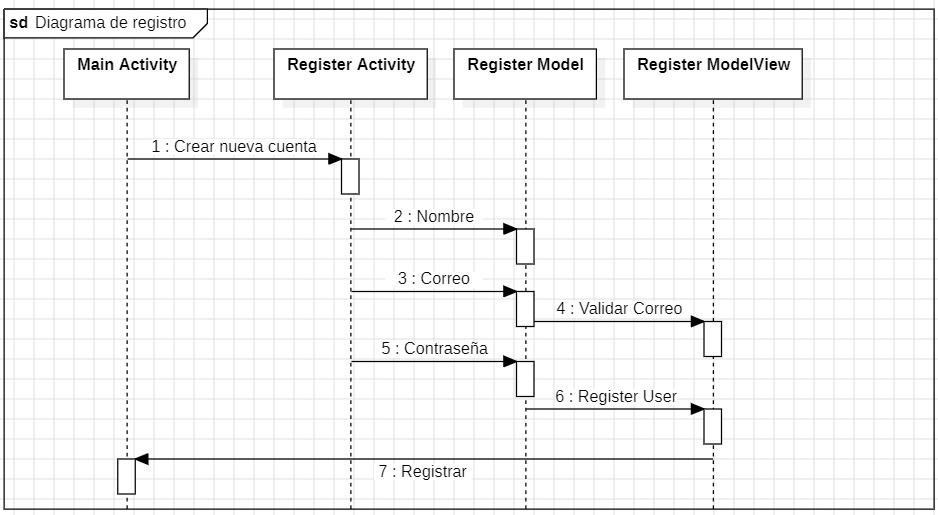 sd Diagrama de registro
Main Activity
Register Activity
Register Model
Register ModelView
1 : Crear nueva cuenta
2 : Nombre
3 : Correo
4 : Validar Correo
5 : Contraseña
6 : Register User
7 : Registrar